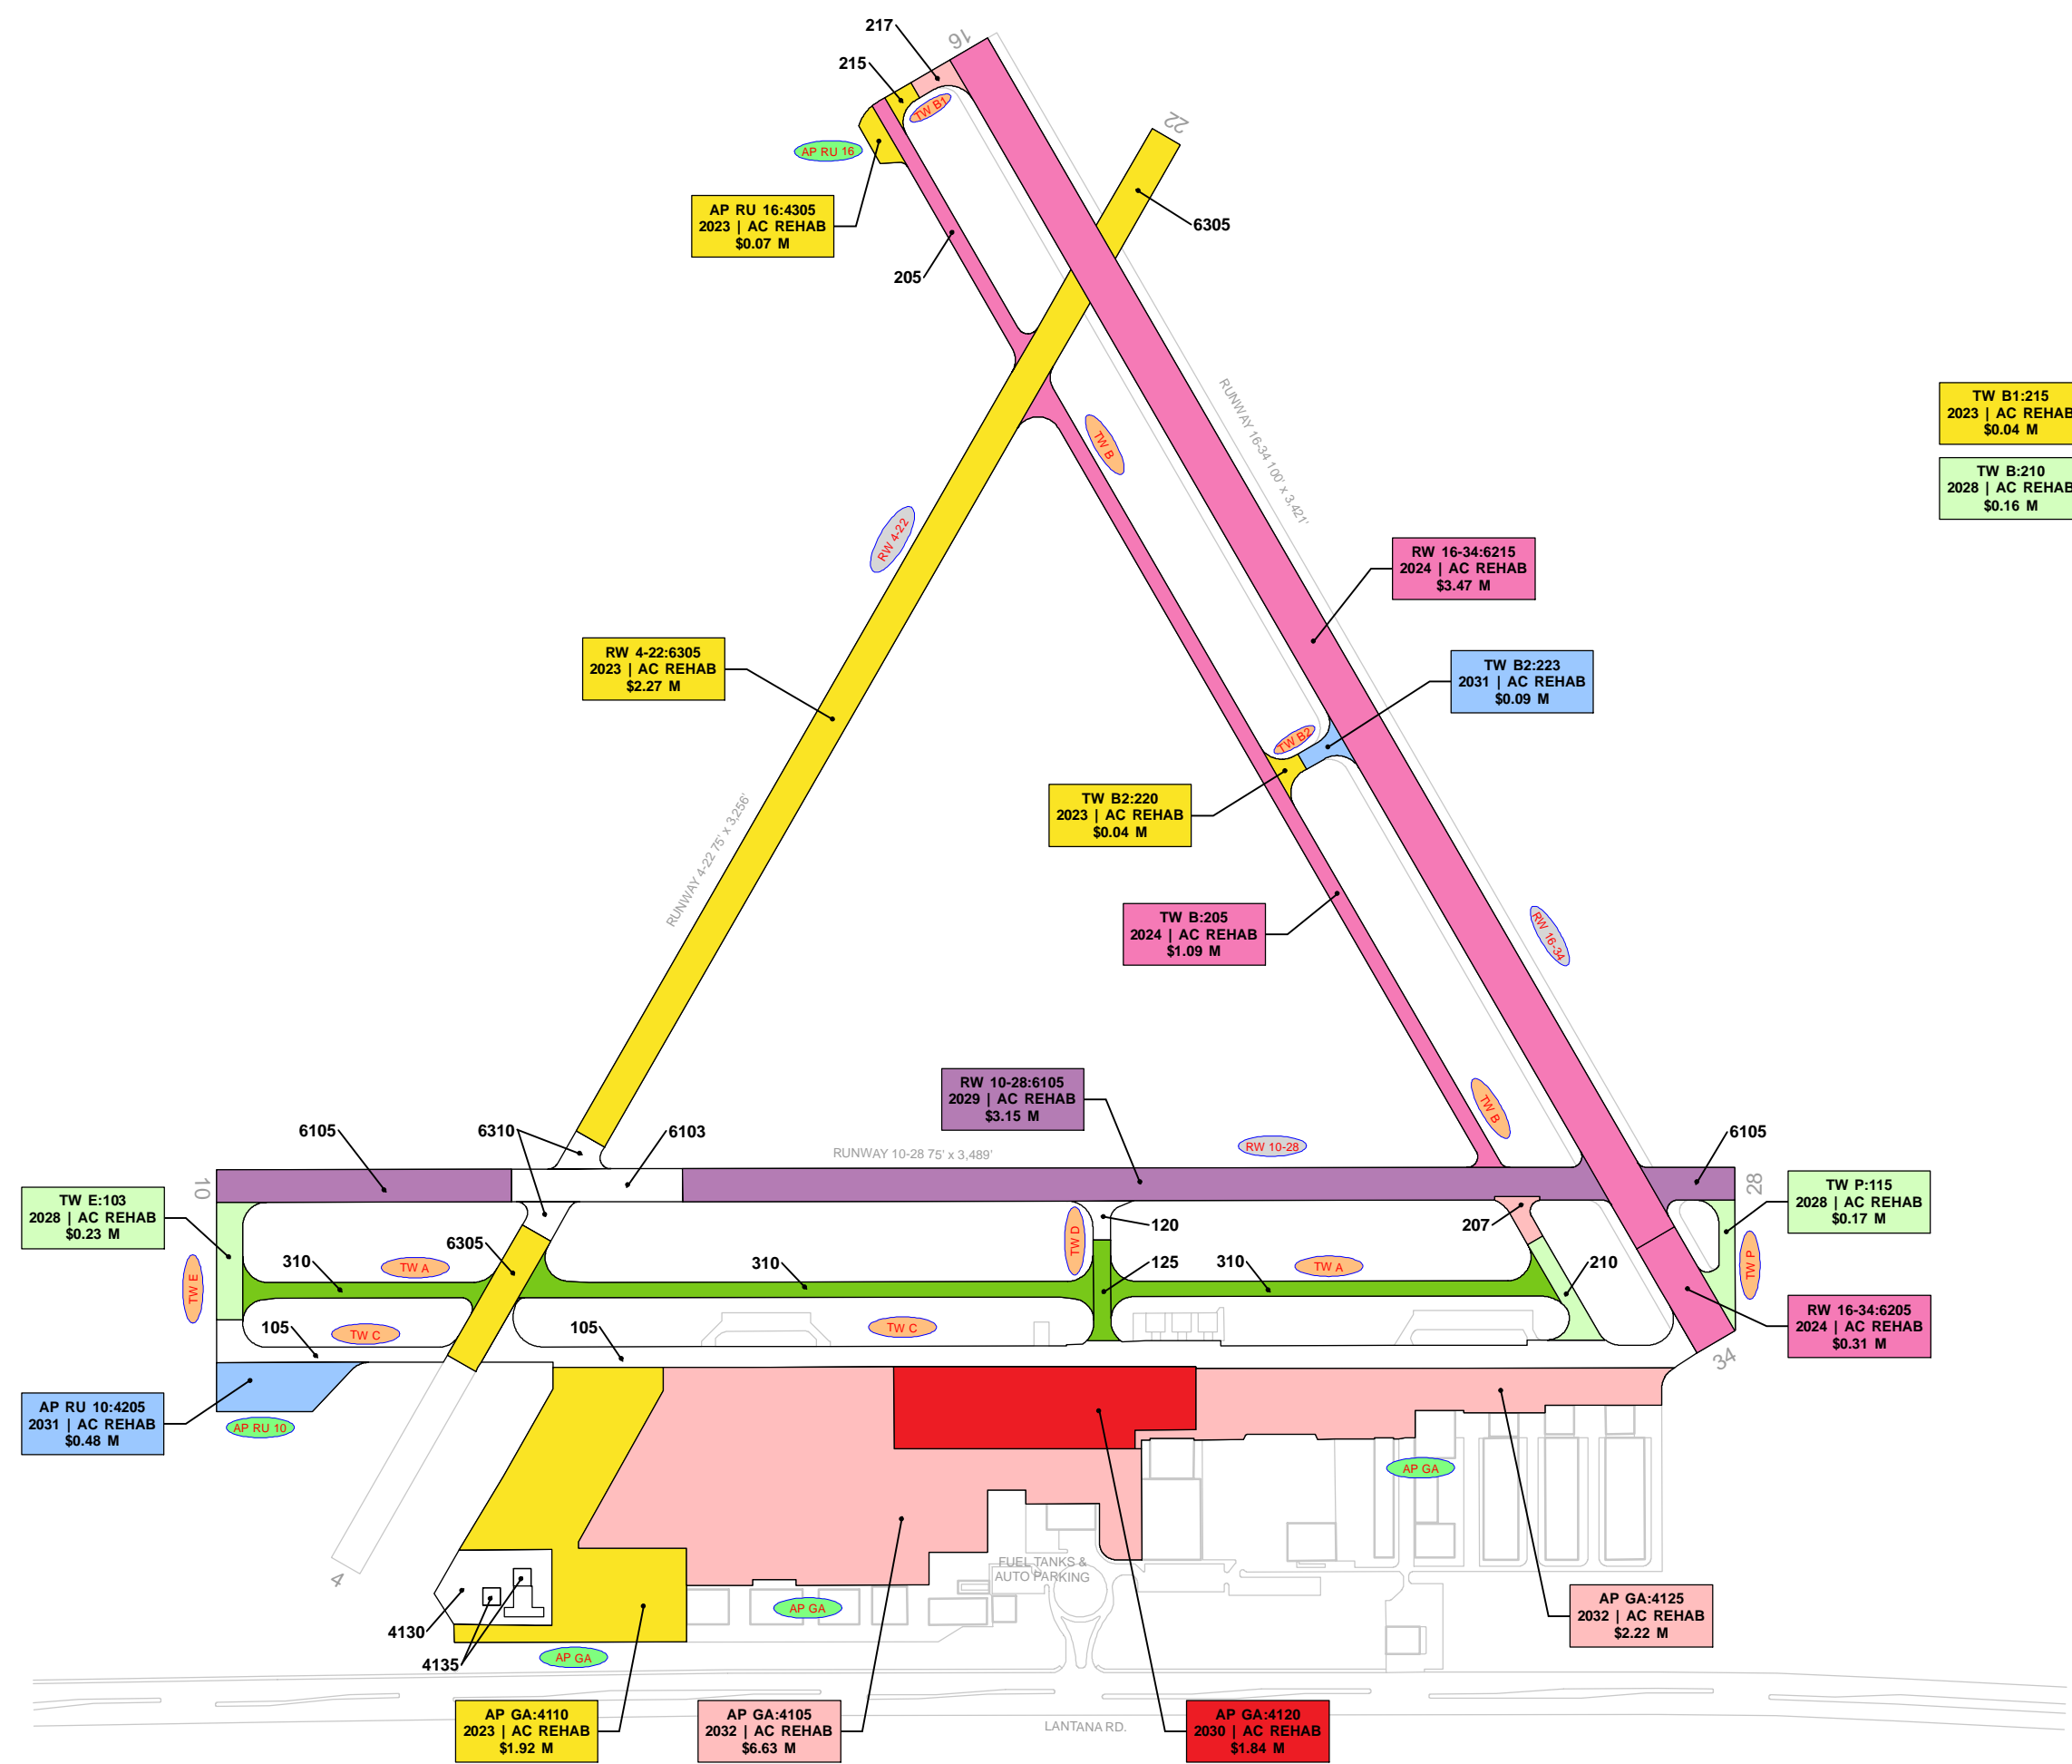 217
16
215
TW B1
22
AP RU 16
AP RU 16:4305
2023 | AC REHAB
$0.07 M
6305
205
RUNWAY 16-34 100' x 3,421'
TW B1:215
2023 | AC REHAB
$0.04 M
TW B
TW B:210
2028 | AC REHAB
$0.16 M
RW 4-22
RW 16-34:6215
2024 | AC REHAB
$3.47 M
RW 4-22:6305
2023 | AC REHAB
$2.27 M
TW B2:223
2031 | AC REHAB
$0.09 M
TW B2
TW B2:220
2023 | AC REHAB
$0.04 M
RUNWAY 4-22 75' x 3,256'
TW B:205
2024 | AC REHAB
$1.09 M
RW 16-34
RW 10-28:6105
2029 | AC REHAB
$3.15 M
TW B
6105
6310
6103
RUNWAY 10-28 75' x 3,489'
RW 10-28
6105
10
28
TW E:103
2028 | AC REHAB
$0.23 M
TW P:115
2028 | AC REHAB
$0.17 M
120
207
TW D
6305
310
TW A
310
125
310
TW A
210
TW E
TW P
105
TW C
105
TW C
RW 16-34:6205
2024 | AC REHAB
$0.31 M
34
AP RU 10:4205
2031 | AC REHAB
$0.48 M
AP RU 10
AP GA
4
FUEL TANKS &
AUTO PARKING
AP GA
4130
4135
AP GA
AP GA:4125
2032 | AC REHAB
$2.22 M
AP GA:4110
2023 | AC REHAB
$1.92 M
AP GA:4105
2032 | AC REHAB
$6.63 M
LANTANA RD.
AP GA:4120
2030 | AC REHAB
$1.84 M